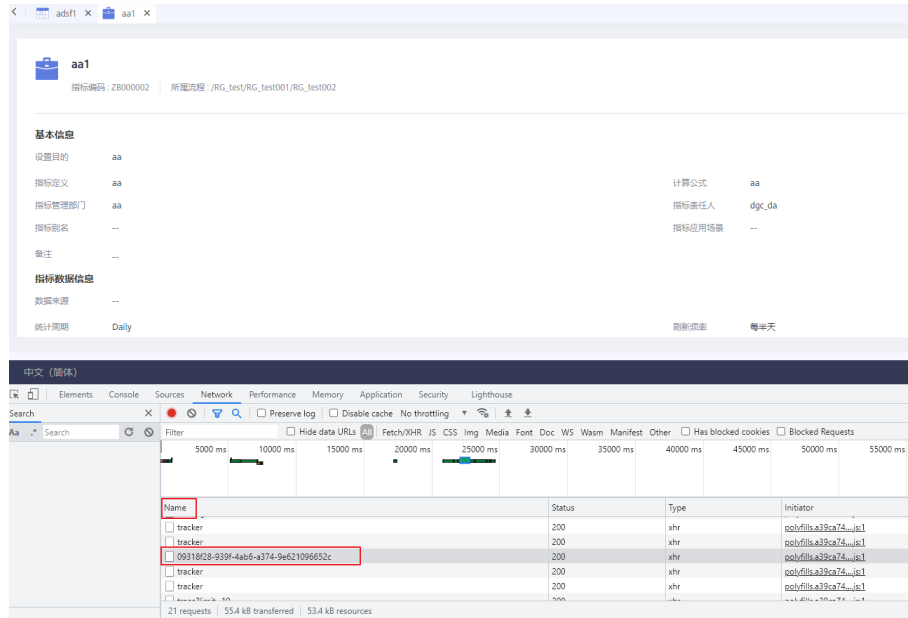 adsf1 × aa1 ×
aa1
指标编码 : ZB000002 所属流程 : /RG_test/RG_test001/RG_test002
基本信息
设置目的 aa
指标定义 aa 计算公式 aa
指标管理部门 aa 指标责任人 dgc_da
指标别名 -- 指标应用场景 --
备注 --
指标数据信息
数据来源 --
统计周期 Daily 刷新频率 每半天
中文（简体）
Elements Console Sources Network Performance Memory Application Security Lighthouse
Search × Preserve log Disable cache No throttling
Aa .* Search Filter Hide data URLs All Fetch/XHR JS CSS Img Media Font Doc WS Wasm Manifest Other Has blocked cookies Blocked Requests
5000 ms 10000 ms 15000 ms 20000 ms 25000 ms 30000 ms 35000 ms 40000 ms 45000 ms 50000 ms 55000 ms
Name Status Type Initiator
tracker 200 xhr polyfills.a39ca74....js:1
tracker 200 xhr polyfills.a39ca74....js:1
09318f28-939f-4ab6-a374-9e621096652c 200 xhr polyfills.a39ca74....js:1
tracker 200 xhr polyfills.a39ca74....js:1
tracker 200 xhr polyfills.a39ca74....js:1
21 requests 55.4 kB transferred 53.4 kB resources